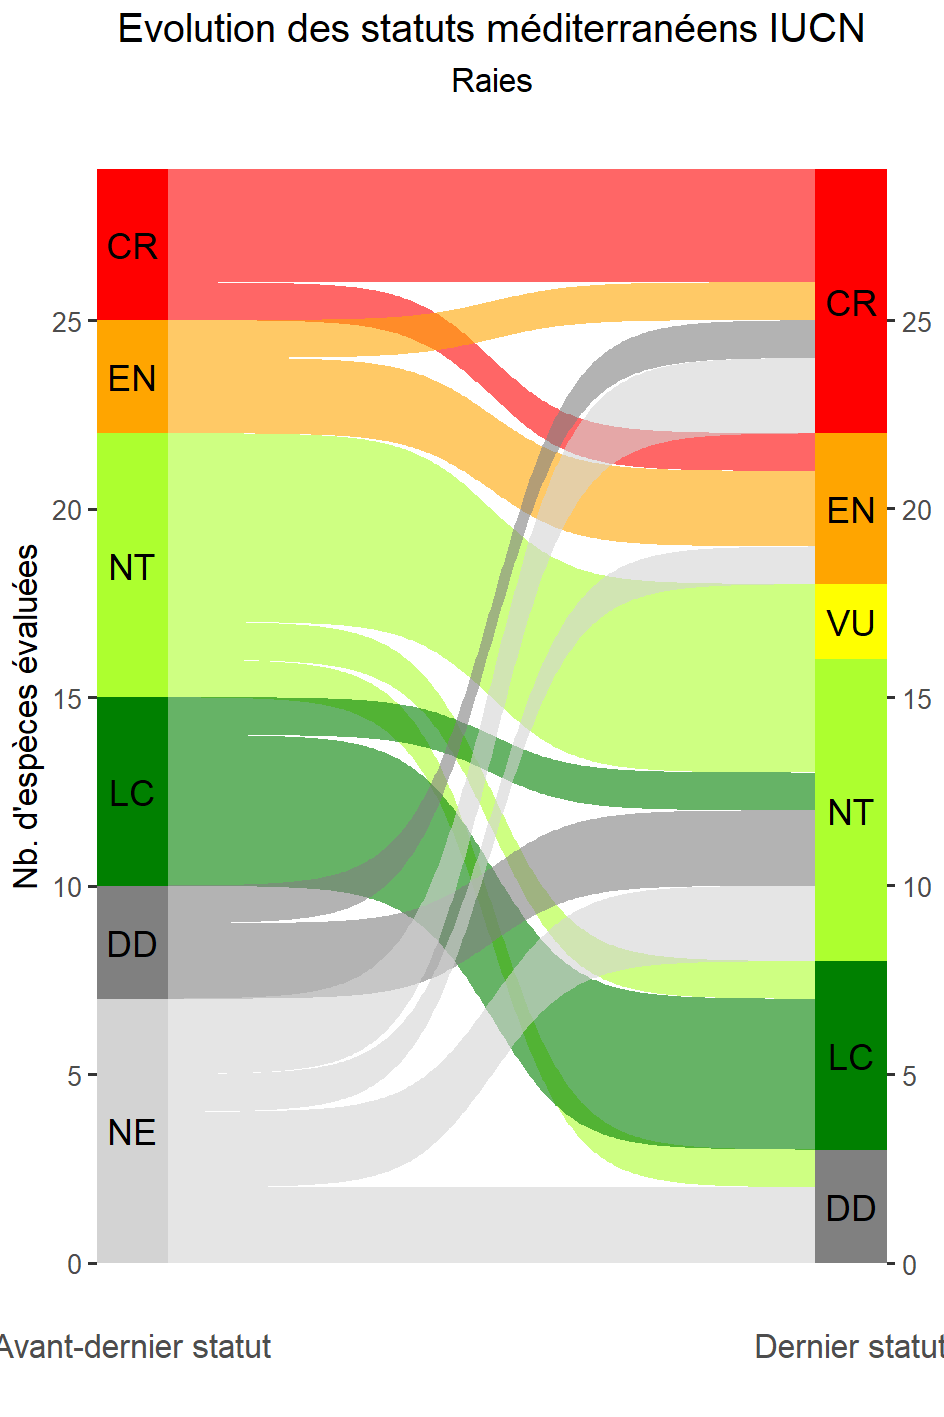 Evolution des statuts méditerranéens IUCN
Raies
Nb. d'espèces évaluées
25
20
15
10
5
0
CR
EN
NT
LC
DD
NE
CR
EN
VU
NT
LC
DD
25
20
15
10
5
0
Avant-dernier statut
Dernier statut